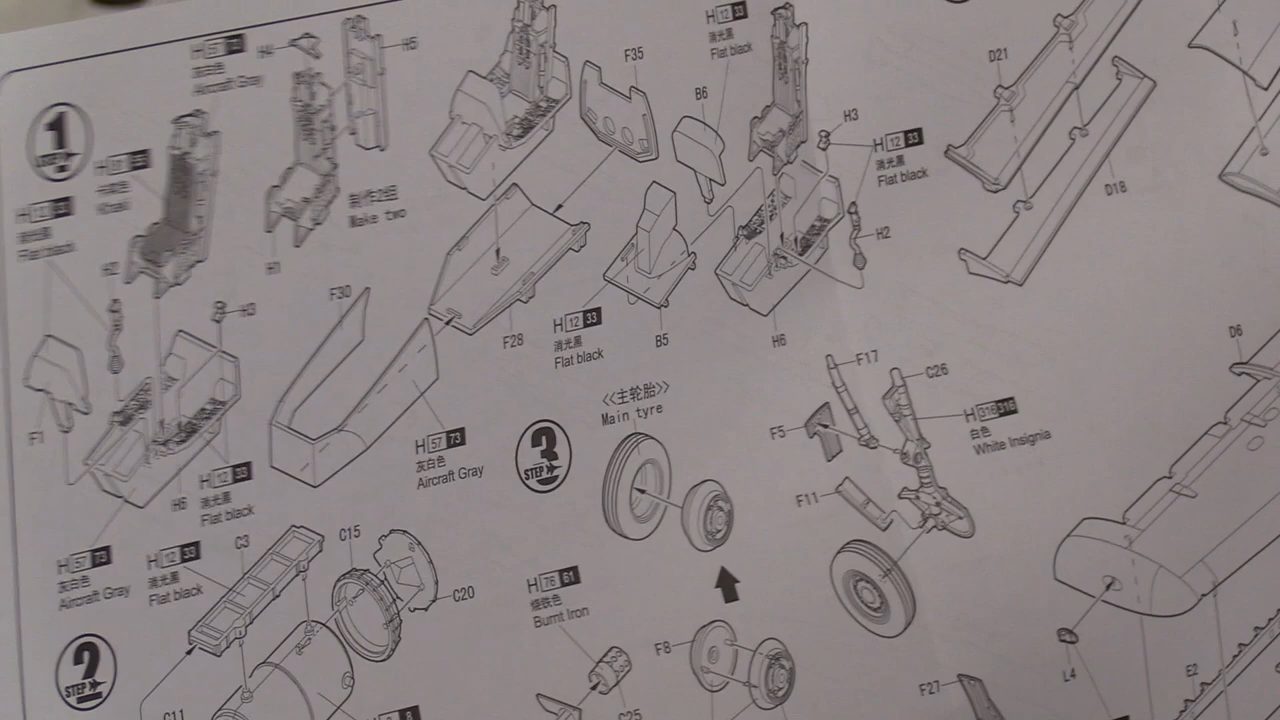 1
STEP
H 57 73
灰白色
Aircraft Gray
H4
H5
Khaki
H 12 33
消光黑
Flat black
制作2组
Make two
H1
H2
H3
F1
H6
H 12 33
消光黑
Flat black
H 57 73
灰白色
Aircraft Gray
F30
F28
F35
H 57 73
灰白色
Aircraft Gray
B6
H 12 33
消光黑
Flat black
H3
H 12 33
消光黑
Flat black
H2
H 12 33
消光黑
Flat black
B5
H6
D21
D18
D6
2
STEP
H 12 33
消光黑
Flat black
C3
C15
C20
C11
3
STEP
<<主轮胎>>
Main tyre
F17
C26
F5
H 316 316
白色
White Insignia
F11
H 76 61
烧铁色
Burnt Iron
C25
F8
F27
L4
E2